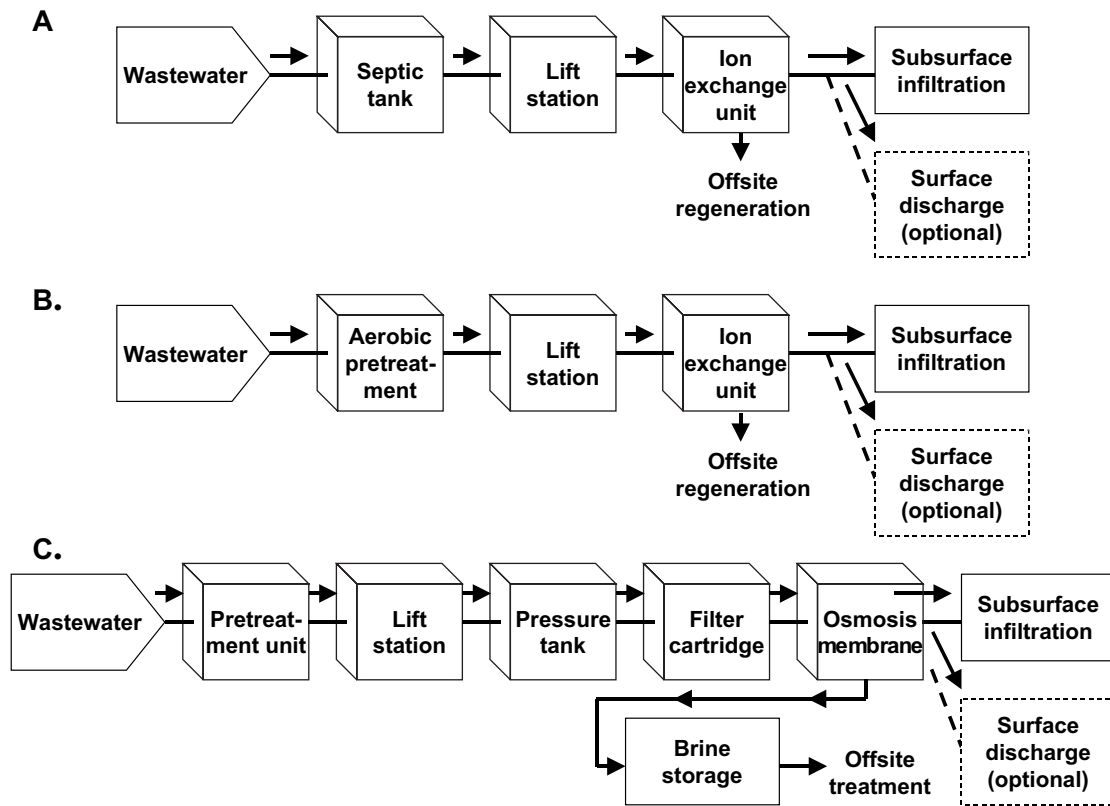 A
Wastewater
Septic
tank
Lift
station
Ion
exchange
unit
Subsurface
infiltration
Offsite
regeneration
Surface
discharge
(optional)
B.
Wastewater
Aerobic
pretreat-
ment
Lift
station
Ion
exchange
unit
Subsurface
infiltration
Offsite
regeneration
Surface
discharge
(optional)
C.
Wastewater
Pretreat-
ment unit
Lift
station
Pressure
tank
Filter
cartridge
Osmosis
membrane
Subsurface
infiltration
Brine
storage
Offsite
treatment
Surface
discharge
(optional)